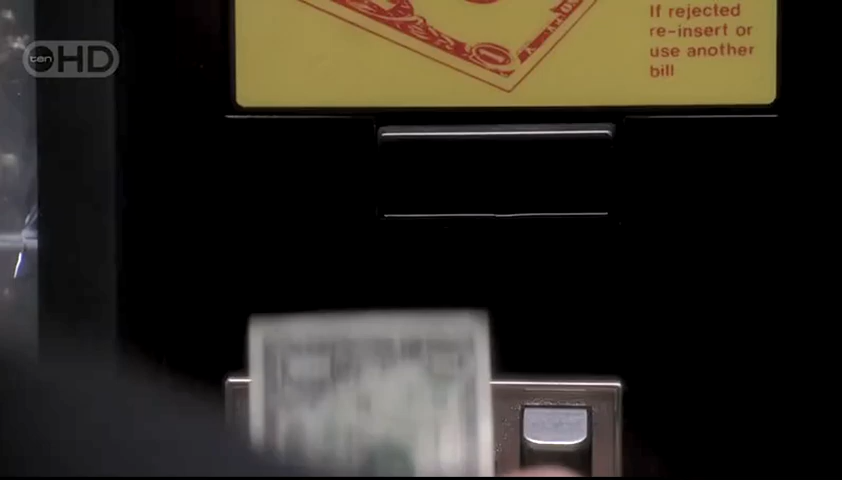 If rejected
re-insert or
use another
bill
ten HD